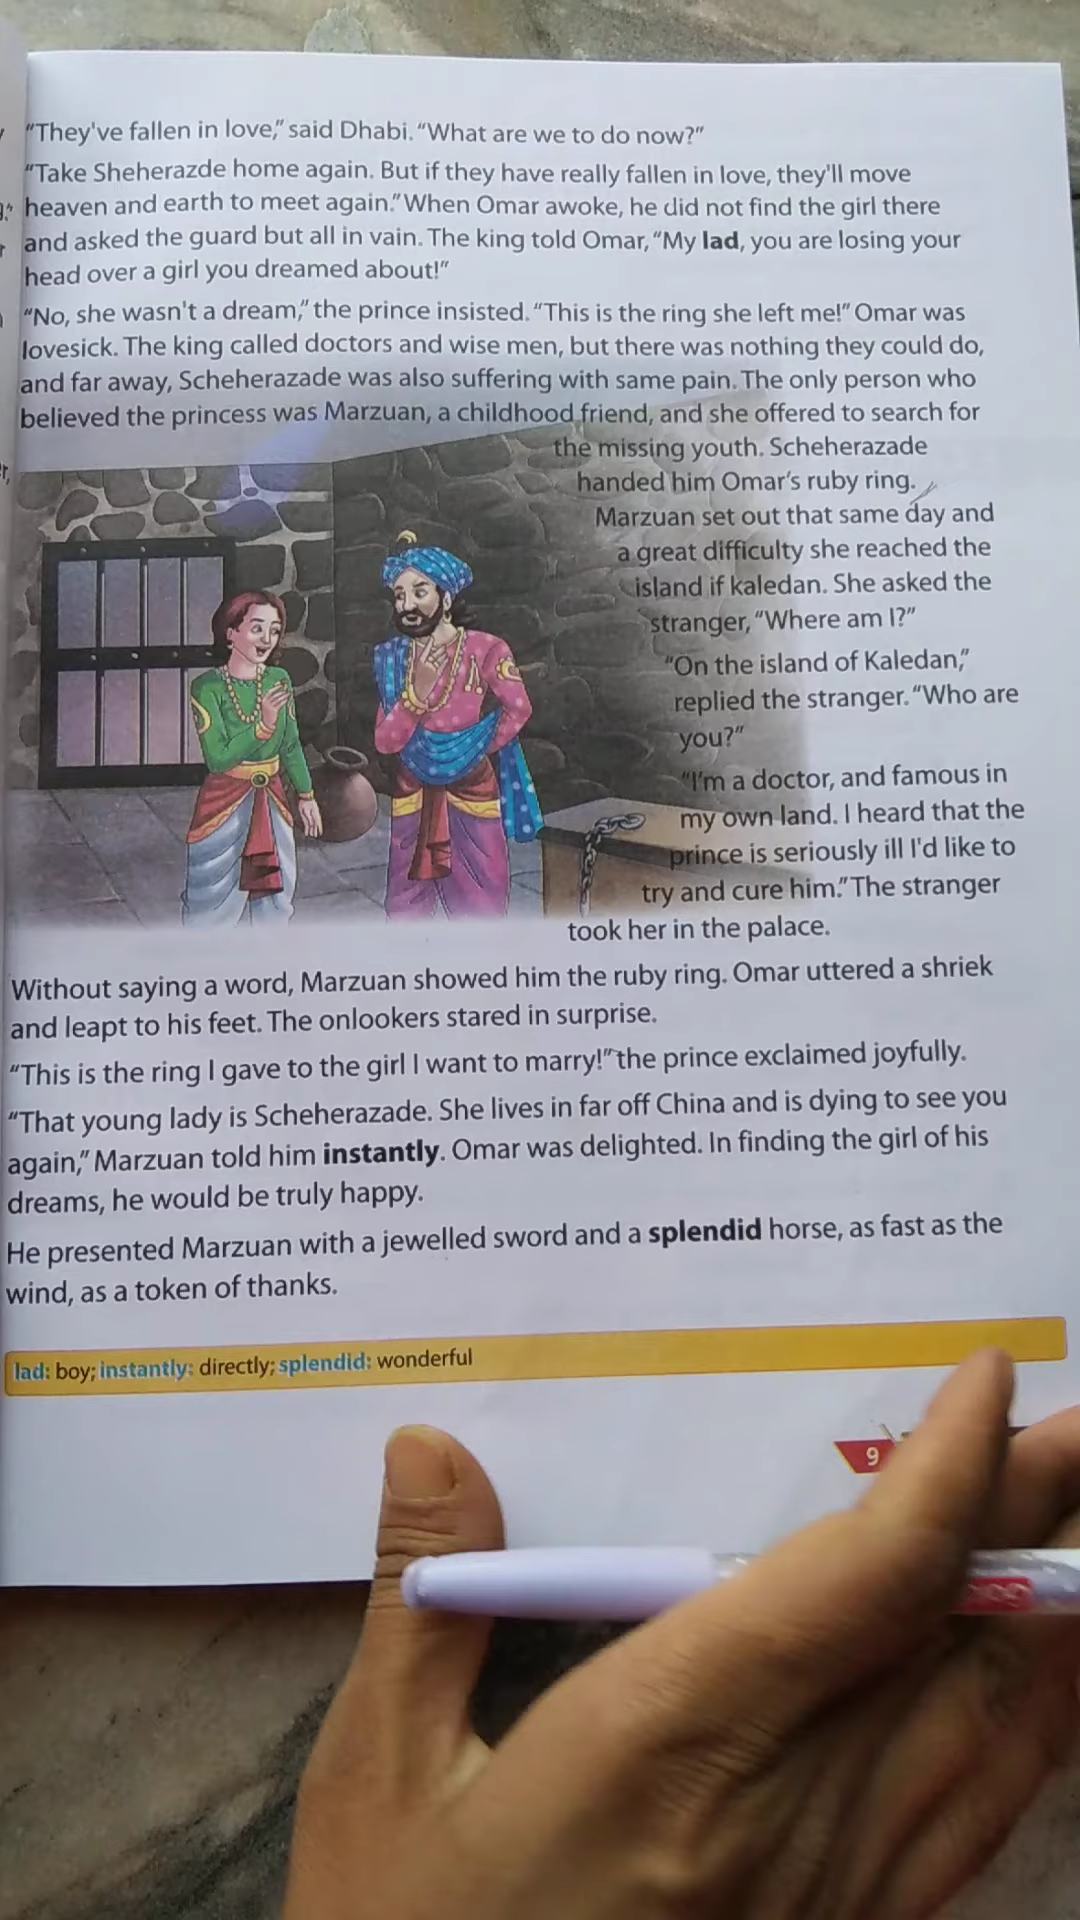 "They've fallen in love," said Dhabi. "What are we to do now?"
"Take Sheherazde home again. But if they have really fallen in love, they'll move
heaven and earth to meet again." When Omar awoke, he did not find the girl there
and asked the guard but all in vain. The king told Omar, "My lad, you are losing your
head over a girl you dreamed about!"
"No, she wasn't a dream," the prince insisted. "This is the ring she left me!" Omar was
lovesick. The king called doctors and wise men, but there was nothing they could do,
and far away, Scheherazade was also suffering with same pain. The only person who
believed the princess was Marzuan, a childhood friend, and she offered to search for
the missing youth. Scheherazade
handed him Omar's ruby ring.
Marzuan set out that same day and
a great difficulty she reached the
island if kaledan. She asked the
stranger, "Where am I?"
"On the island of Kaledan,"
replied the stranger. "Who are
you?"
"I'm a doctor, and famous in
my own land. I heard that the
prince is seriously ill I'd like to
try and cure him." The stranger
took her in the palace.
Without saying a word, Marzuan showed him the ruby ring. Omar uttered a shriek
and leapt to his feet. The onlookers stared in surprise.
"This is the ring I gave to the girl I want to marry!" the prince exclaimed joyfully.
"That young lady is Scheherazade. She lives in far off China and is dying to see you
again," Marzuan told him instantly. Omar was delighted. In finding the girl of his
dreams, he would be truly happy.
He presented Marzuan with a jewelled sword and a splendid horse, as fast as the
wind, as a token of thanks.
lad: boy; instantly: directly; splendid: wonderful
9